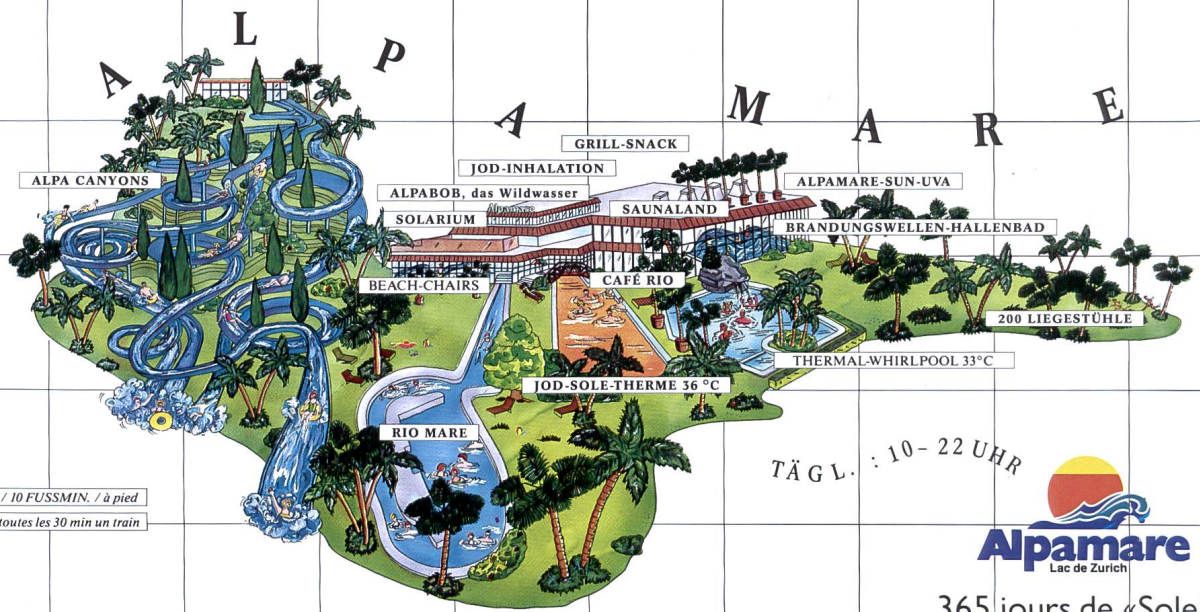 ALPAMARE
GRILL-SNACK
JOD-INHALATION
ALPA CANYONS
ALPAMARE-SUN-UVA
ALPABOB, das Wildwasser
Alpamare
SAUNALAND
SOLARIUM
BRANDUNGSWELLEN-HALLENBAD
CAFÉ RIO
BEACH-CHAIRS
200 LIEGESTÜHLE
THERMAL-WHIRLPOOL 33°C
JOD-SOLE-THERME 36 °C
RIO MARE
TÄGL. : 10 – 22 UHR
/ 10 FUSSMIN. / à pied
toutes les 30 min un train
Alpamare
Lac de Zurich
365 jours de «Sole